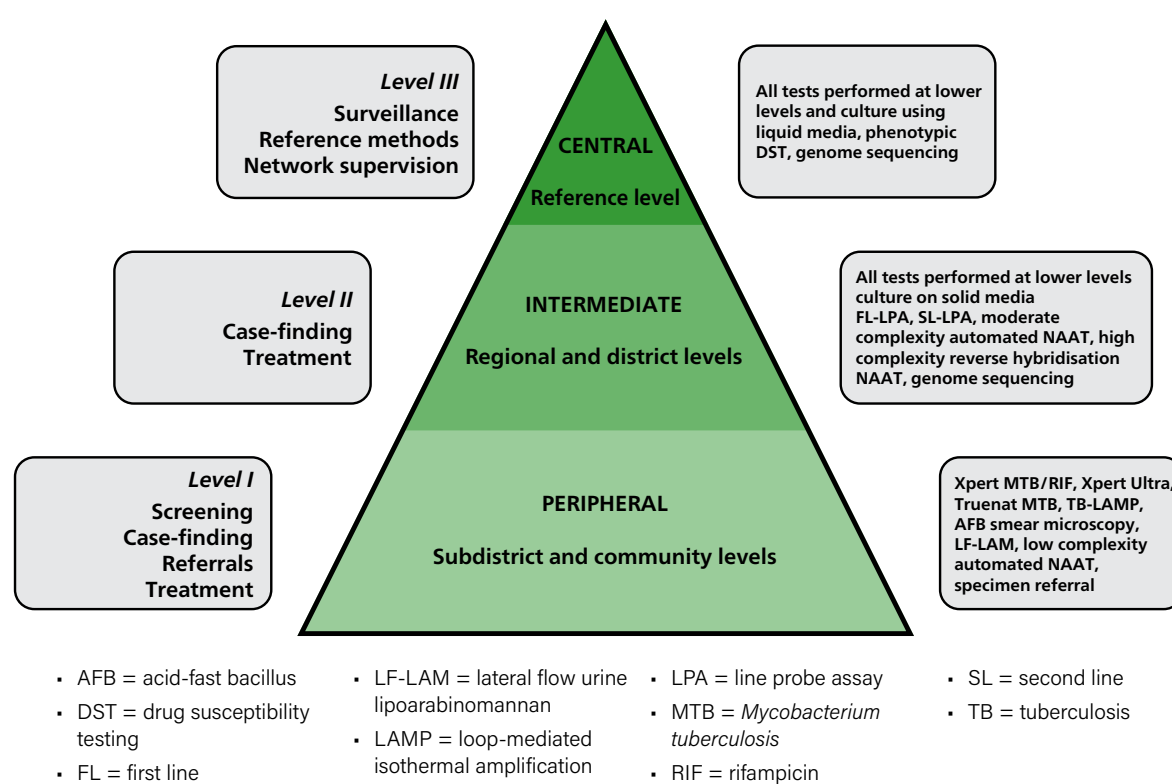 Level III
Surveillance
Reference methods
Network supervision
CENTRAL
Reference level
All tests performed at lower
levels and culture using
liquid media, phenotypic
DST, genome sequencing
Level II
Case-finding
Treatment
INTERMEDIATE
Regional and district levels
All tests performed at lower levels
culture on solid media
FL-LPA, SL-LPA, moderate
complexity automated NAAT, high
complexity reverse hybridisation
NAAT, genome sequencing
Level I
Screening
Case-finding
Referrals
Treatment
PERIPHERAL
Subdistrict and community levels
Xpert MTB/RIF, Xpert Ultra,
Truenat MTB, TB-LAMP,
AFB smear microscopy,
LF-LAM, low complexity
automated NAAT,
specimen referral
▪ AFB = acid-fast bacillus
▪ DST = drug susceptibility
testing
▪ FL = first line
▪ LF-LAM = lateral flow urine
lipoarabinomannan
▪ LAMP = loop-mediated
isothermal amplification
▪ LPA = line probe assay
▪ MTB = Mycobacterium
tuberculosis
▪ RIF = rifampicin
▪ SL = second line
▪ TB = tuberculosis